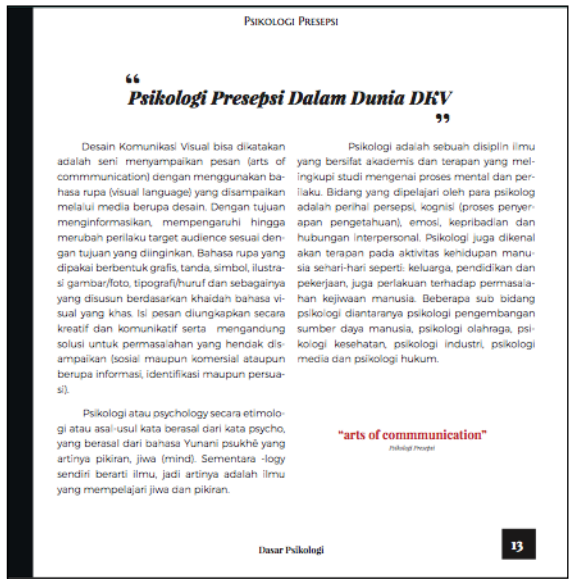 Psikologi Presepsi
“
Psikologi Presepsi Dalam Dunia DKV
”
Desain Komunikasi Visual bisa dikatakan
adalah seni menyampaikan pesan (arts of
commmunication) dengan menggunakan ba-
hasa rupa (visual language) yang disampaikan
melalui media berupa desain. Dengan tujuan
menginformasikan, mempengaruhi hingga
merubah perilaku target audience sesuai den-
gan tujuan yang diinginkan. Bahasa rupa yang
dipakai berbentuk grafis, tanda, simbol, ilustra-
si gambar/foto, tipografi/huruf dan sebagainya
yang disusun berdasarkan khaidah bahasa vi-
sual yang khas. Isi pesan diungkapkan secara
kreatif dan komunikatif serta mengandung
solusi untuk permasalahan yang hendak dis-
ampaikan (sosial maupun komersial ataupun
berupa informasi, identifikasi maupun persua-
si).
Psikologi atau psychology secara etimolo-
gi atau asal-usul kata berasal dari kata psycho,
yang berasal dari bahasa Yunani psukhē yang
artinya pikiran, jiwa (mind). Sementara -logy
sendiri berarti ilmu, jadi artinya adalah ilmu
yang mempelajari jiwa dan pikiran.
Psikologi adalah sebuah disiplin ilmu
yang bersifat akademis dan terapan yang mel-
ingkupi studi mengenai proses mental dan per-
ilaku. Bidang yang dipelajari oleh para psikolog
adalah perihal persepsi, kognisi (proses penyer-
apan pengetahuan), emosi, kepribadian dan
hubungan interpersonal. Psikologi juga dikenal
akan terapan pada aktivitas kehidupan manu-
sia sehari-hari seperti: keluarga, pendidikan dan
pekerjaan, juga perlakuan terhadap permasala-
han kejiwaan manusia. Beberapa sub bidang
psikologi diantaranya psikologi pengembangan
sumber daya manusia, psikologi olahraga, psi-
kologi kesehatan, psikologi industri, psikologi
media dan psikologi hukum.
“arts of commmunication”
Psikologi Presepsi
Dasar Psikologi
13